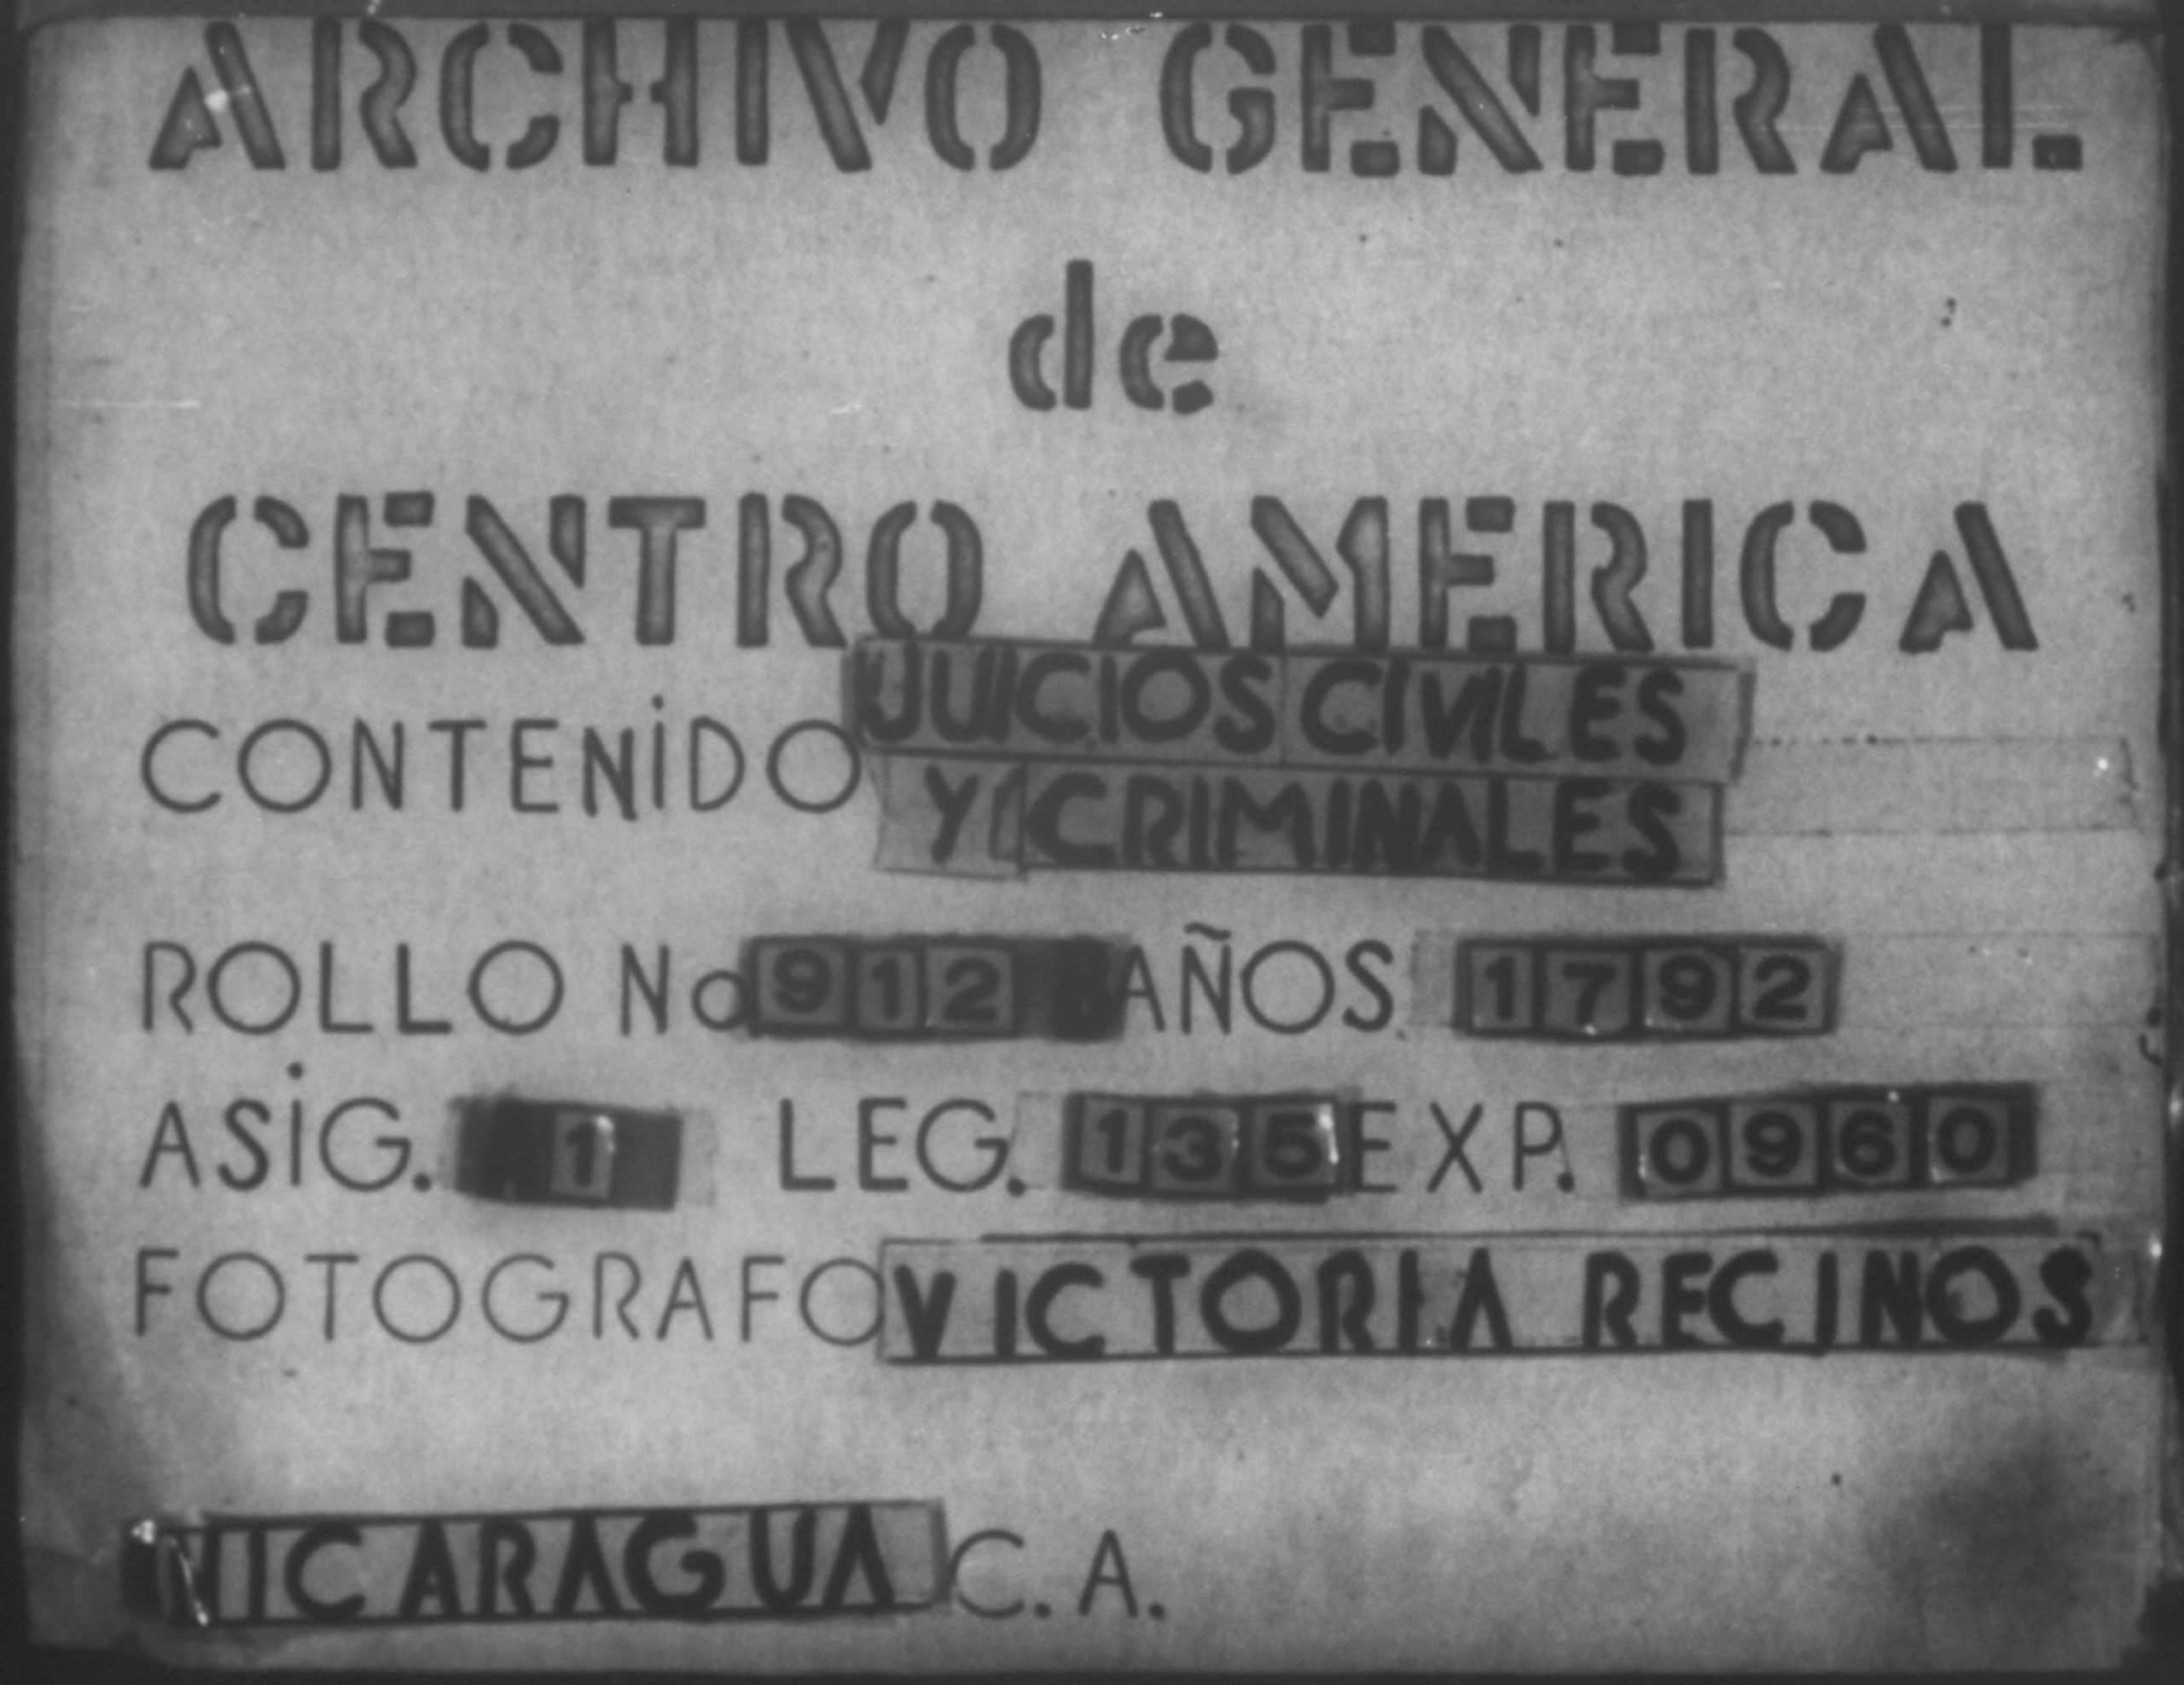 ARCHIVO GENERAL
de
CENTRO AMERICA
CONTENIDO JUICIOS CIVILES
Y CRIMINALES
ROLLO No 912 AÑOS 1792
ASIG. 1 LEG. 135 EXP. 0960
FOTOGRAFO VICTORIA RECINOS
NICARAGUA C.A.